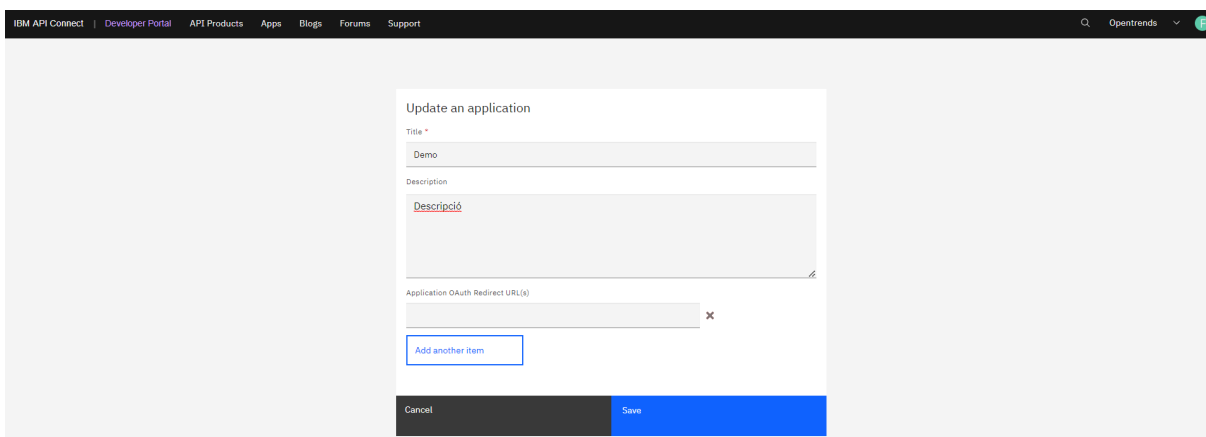 IBM API Connect | Developer Portal API Products Apps Blogs Forums Support Opentrends
Update an application
Title *
Demo
Description
Descripció
Application OAuth Redirect URL(s)
Add another item
Cancel Save